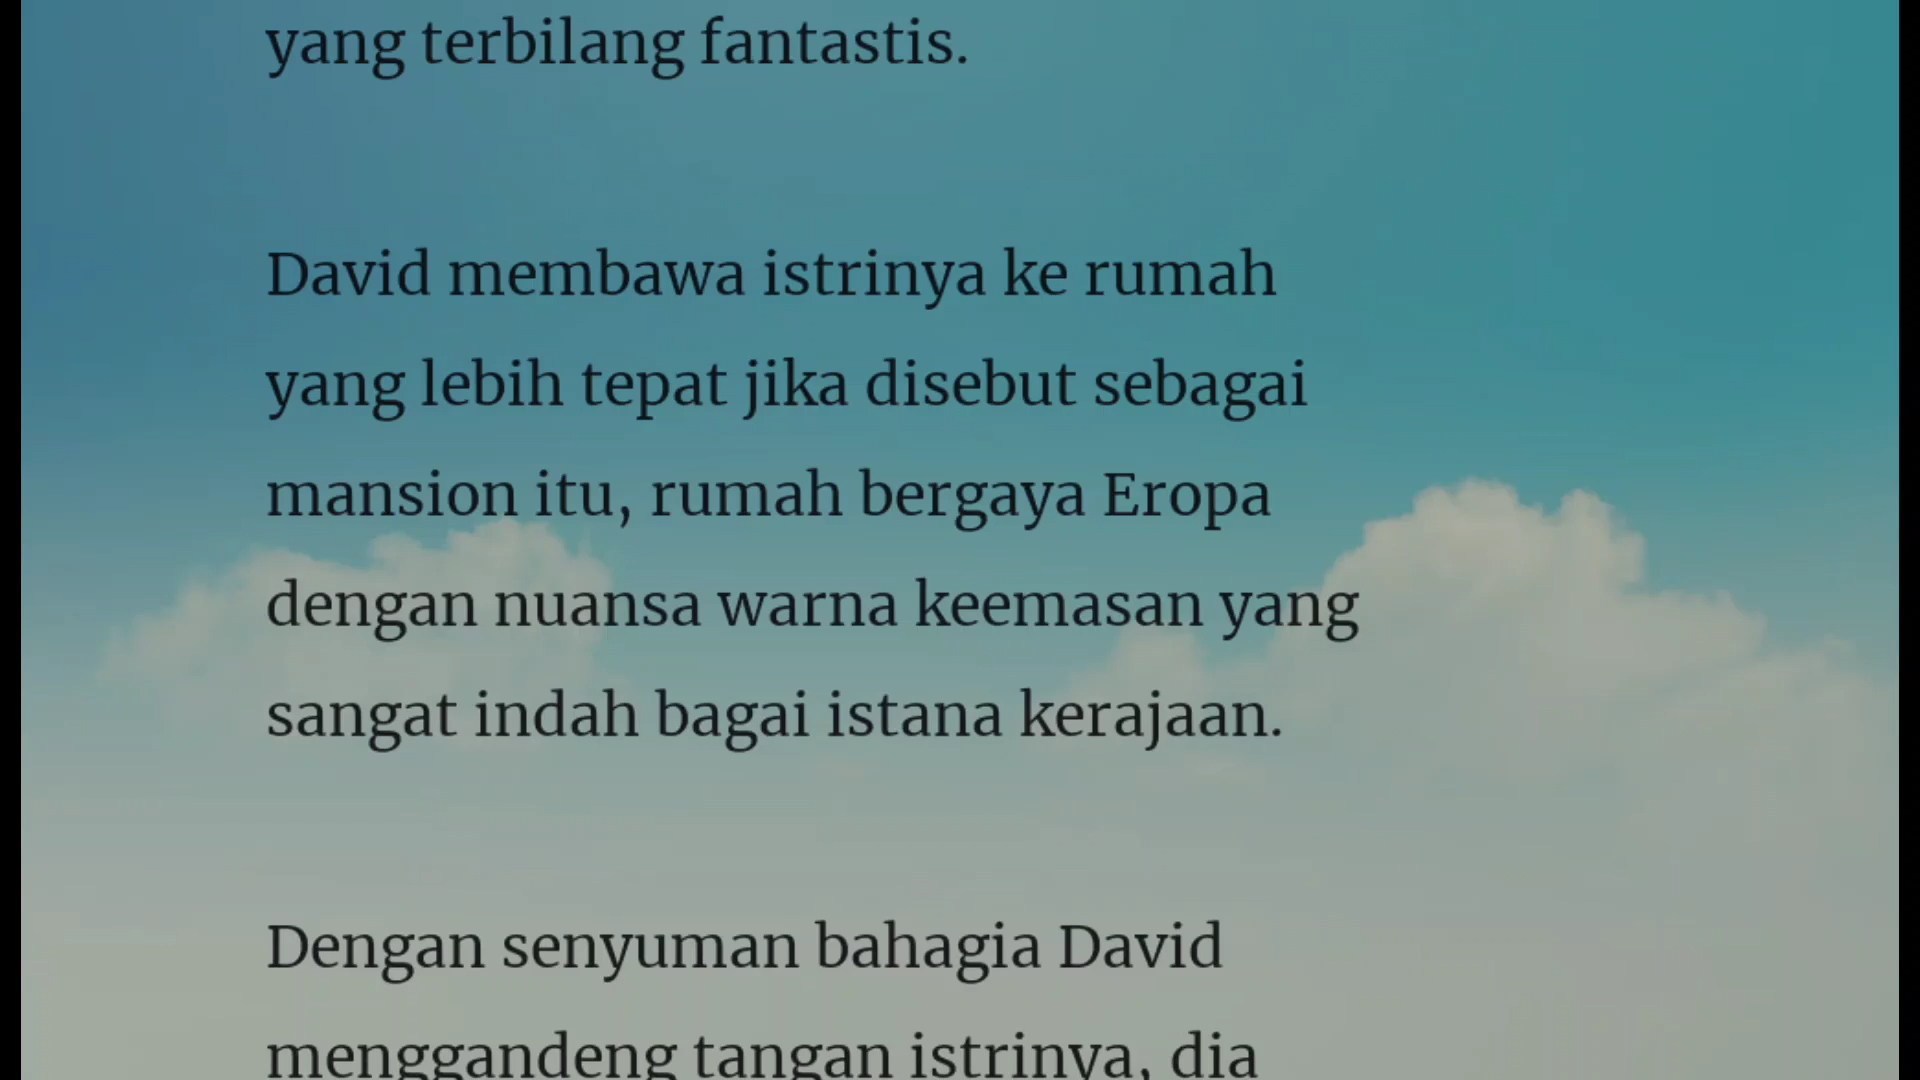 yang terbilang fantastis.
David membawa istrinya ke rumah
yang lebih tepat jika disebut sebagai
mansion itu, rumah bergaya Eropa
dengan nuansa warna keemasan yang
sangat indah bagai istana kerajaan.
Dengan senyuman bahagia David
menggandeng tangan istrinya, dia